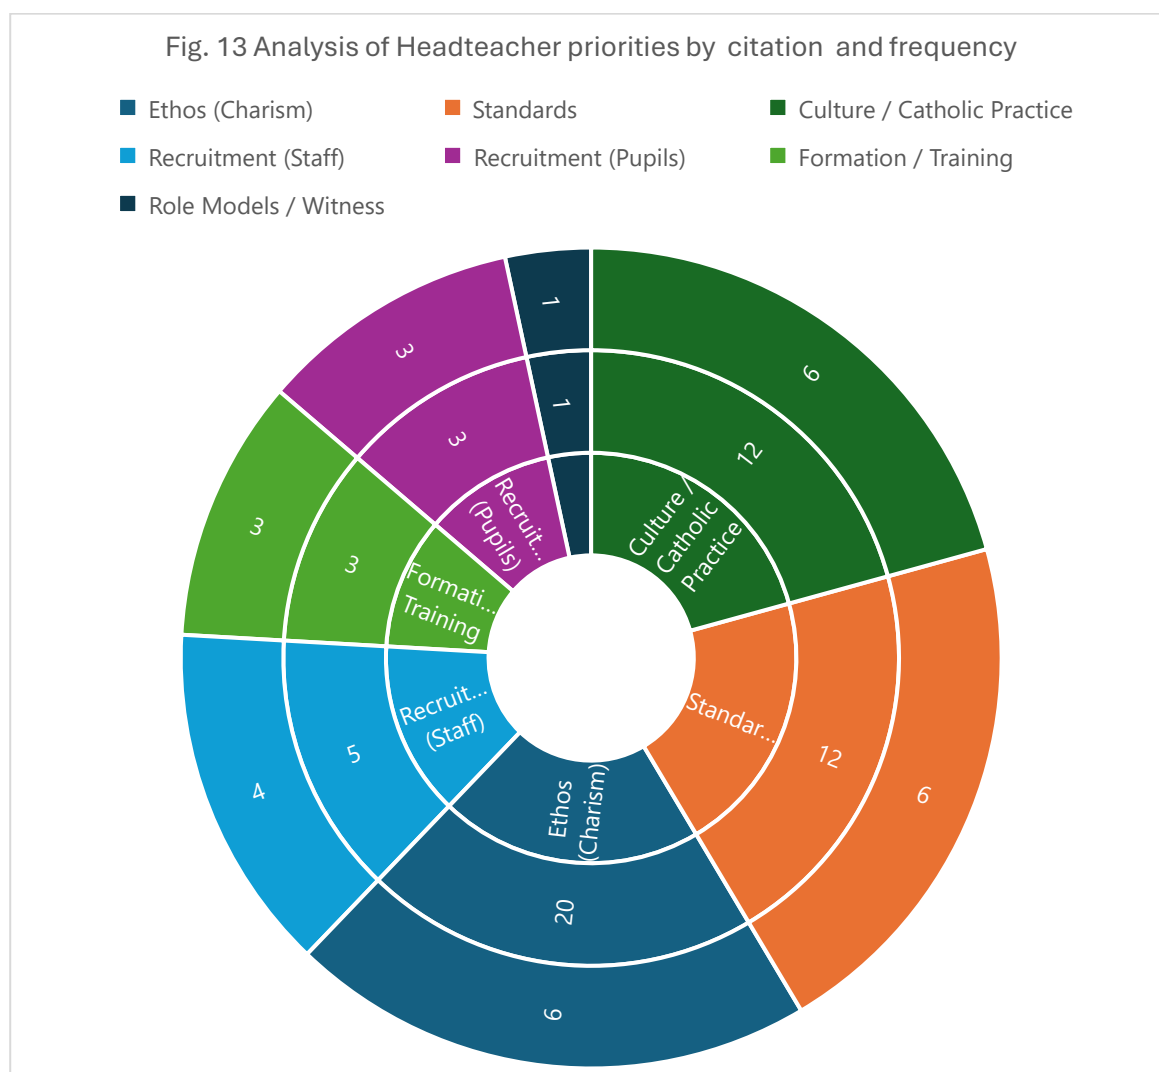 Fig. 13 Analysis of Headteacher priorities by citation and frequency
Ethos (Charism)
Standards
Culture / Catholic Practice
Recruitment (Staff)
Recruitment (Pupils)
Formation / Training
Role Models / Witness
1
6
3
1
12
3
Recruit...
(Pupils)
Culture /
Catholic
Practice
3
3
Formati...
Training
Recruit...
(Staff)
Standar...
5
12
4
6
Ethos
(Charism)
20
6